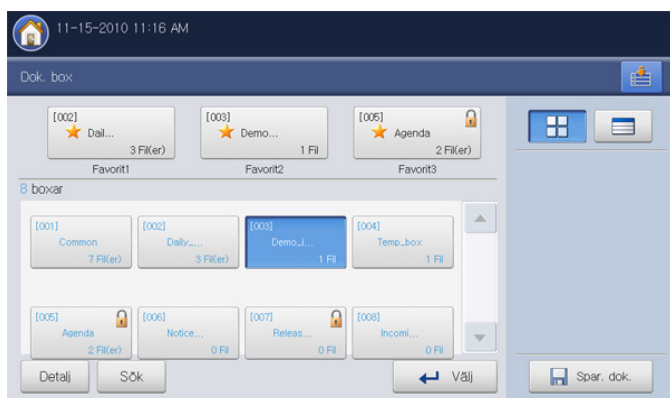 11-15-2010 11:16 AM
Dok. box
[002] [003] [005]
Dail... Demo... Agenda
3 Fil(er) 1 Fil 2 Fil(er)
Favorit1 Favorit2 Favorit3
8 boxar
[001] [002] [003] [004]
Common Daily_... Demo_i... Temp_box
7 Fil(er) 3 Fil(er) 1 Fil 1 Fil
[005] [006] [007] [008]
Agenda Notice... Releas... Incomi...
2 Fil(er) 0 Fil 0 Fil 0 Fil
Detalj Sök Välj Spar. dok.